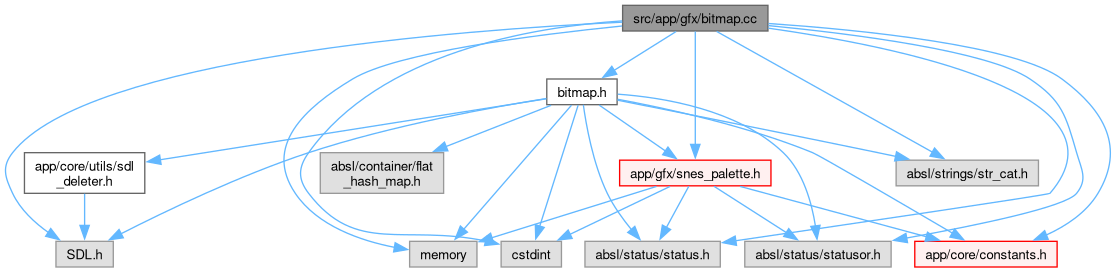 src/app/gfx/bitmap.cc
bitmap.h
app/core/utils/sdl
_deleter.h
absl/container/flat
_hash_map.h
app/gfx/snes_palette.h
absl/strings/str_cat.h
SDL.h
memory
cstdint
absl/status/status.h
absl/status/statusor.h
app/core/constants.h